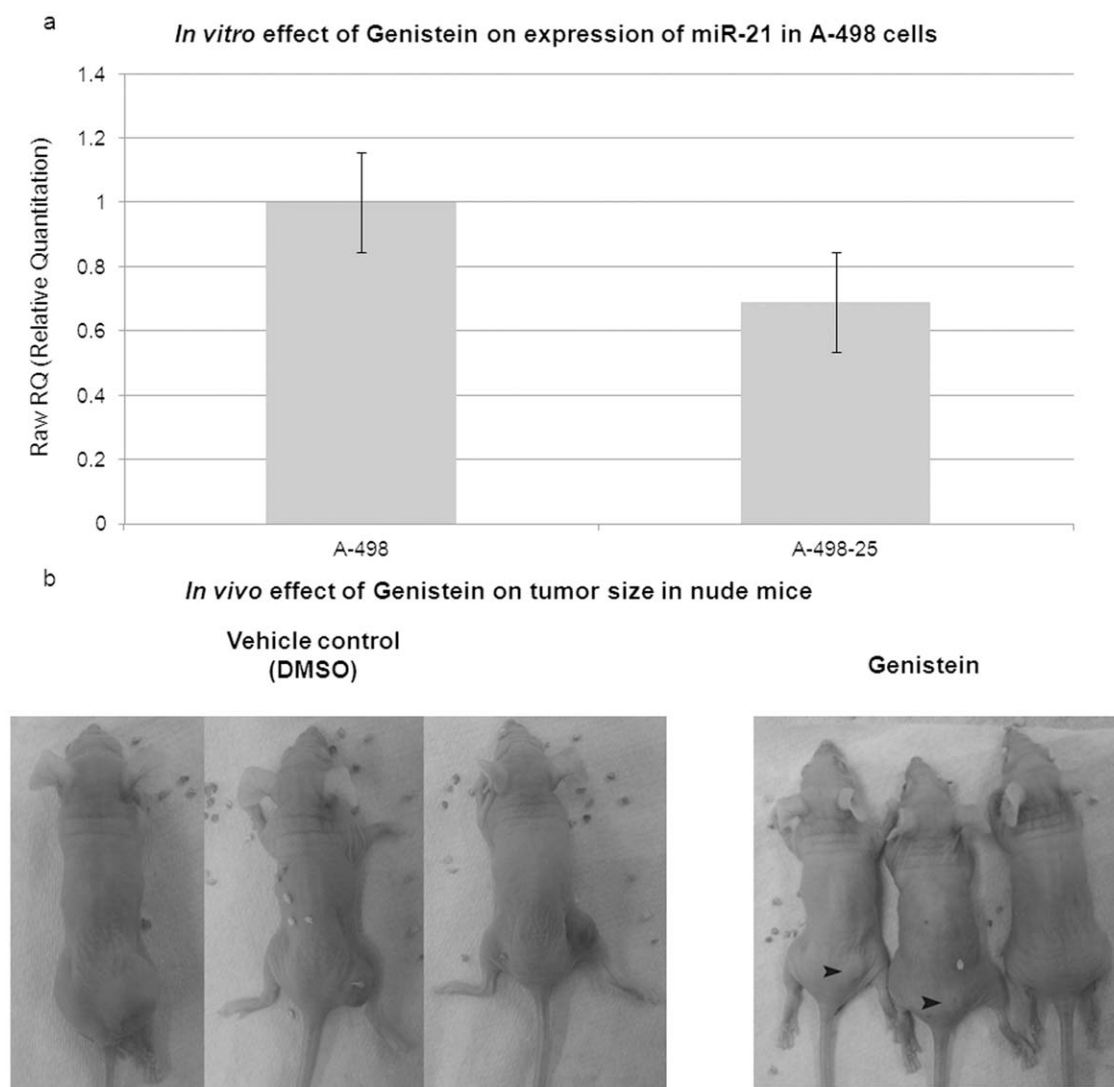 a
In vitro effect of Genistein on expression of miR-21 in A-498 cells
Raw RQ (Relative Quantitation)
1.4
1.2
1
0.8
0.6
0.4
0.2
0
A-498
A-498-25
b
In vivo effect of Genistein on tumor size in nude mice
Vehicle control
(DMSO)
Genistein